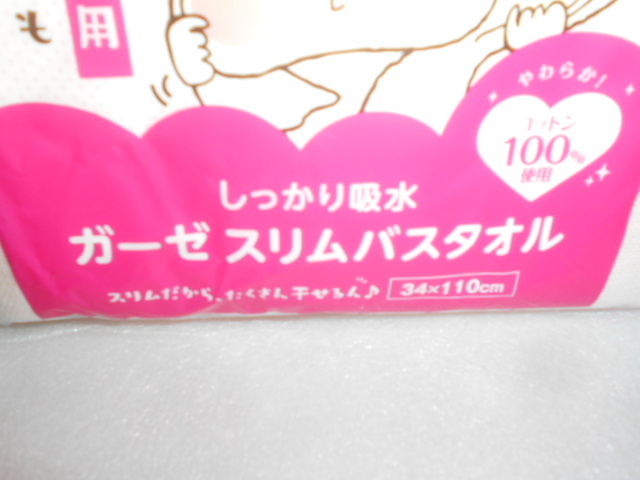 も
用
やわらか!
コットン
100%
使用
しっかり吸水
ガーゼ スリムバスタオル
スリムだから、たくさん干せるん♪
34×110cm